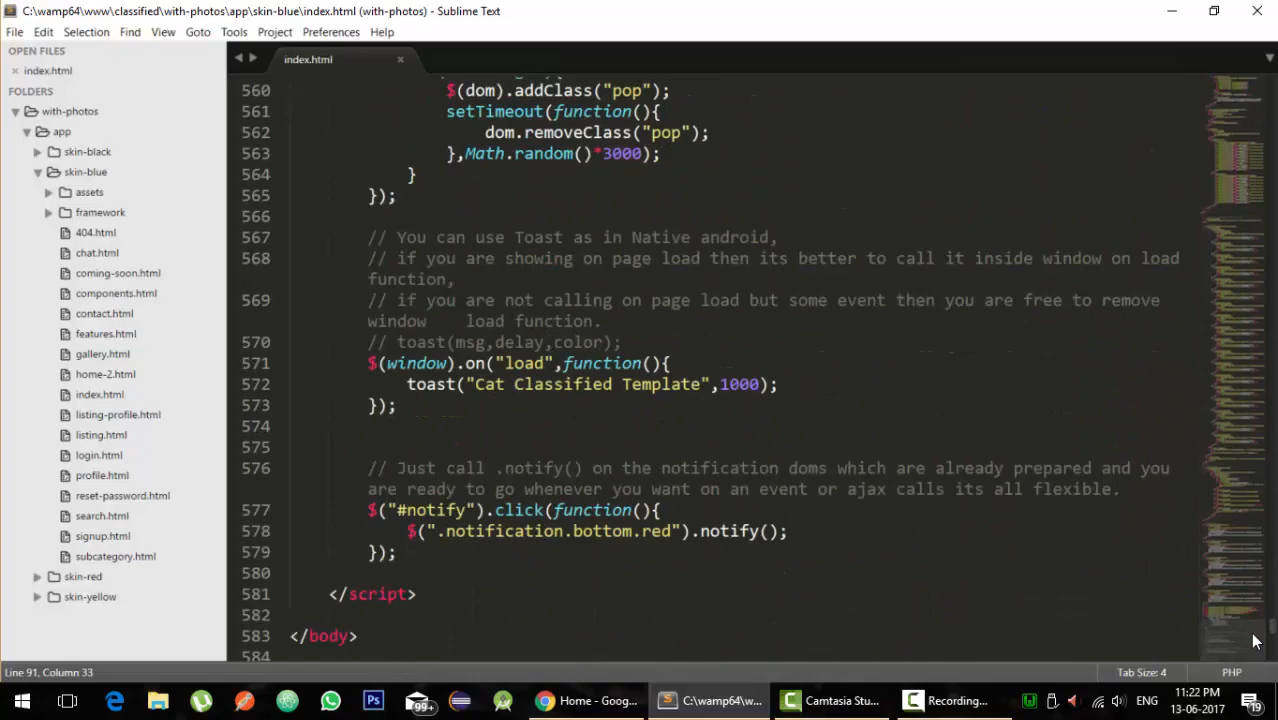 C:\wamp64\www\classified\with-photos\app\skin-blue\index.html (with-photos) - Sublime Text
File Edit Selection Find View Goto Tools Project Preferences Help
OPEN FILES
index.html
FOLDERS
with-photos
app
skin-black
skin-blue
assets
framework
404.html
chat.html
coming-soon.html
components.html
contact.html
features.html
gallery.html
home-2.html
index.html
listing-profile.html
listing.html
login.html
profile.html
reset-password.html
search.html
signup.html
subcategory.html
skin-red
skin-yellow
index.html
560 $(dom).addClass("pop");
561 setTimeout(function(){
562 dom.removeClass("pop");
563 },Math.random()*3000);
564 }
565 });
566
567 // You can use Toast as in Native android,
568 // if you are showing on page load then its better to call it inside window on load
function,
569 // if you are not calling on page load but some event then you are free to remove
window load function.
570 // toast(msg,delay,color);
571 $(window).on("load",function(){
572 toast("Cat Classified Template",1000);
573 });
574
575
576 // Just call .notify() on the notification doms which are already prepared and you
are ready to go whenever you want on an event or ajax calls its all flexible.
577 $("#notify").click(function(){
578 $(".notification.bottom.red").notify();
579 });
580
581 </script>
582
583 </body>
584
Line 91, Column 33 Tab Size: 4 PHP
99+ Home - Goog... C:\wamp64\w... Camtasia Stu... Recording... ENG 11:22 PM
13-06-2017 19